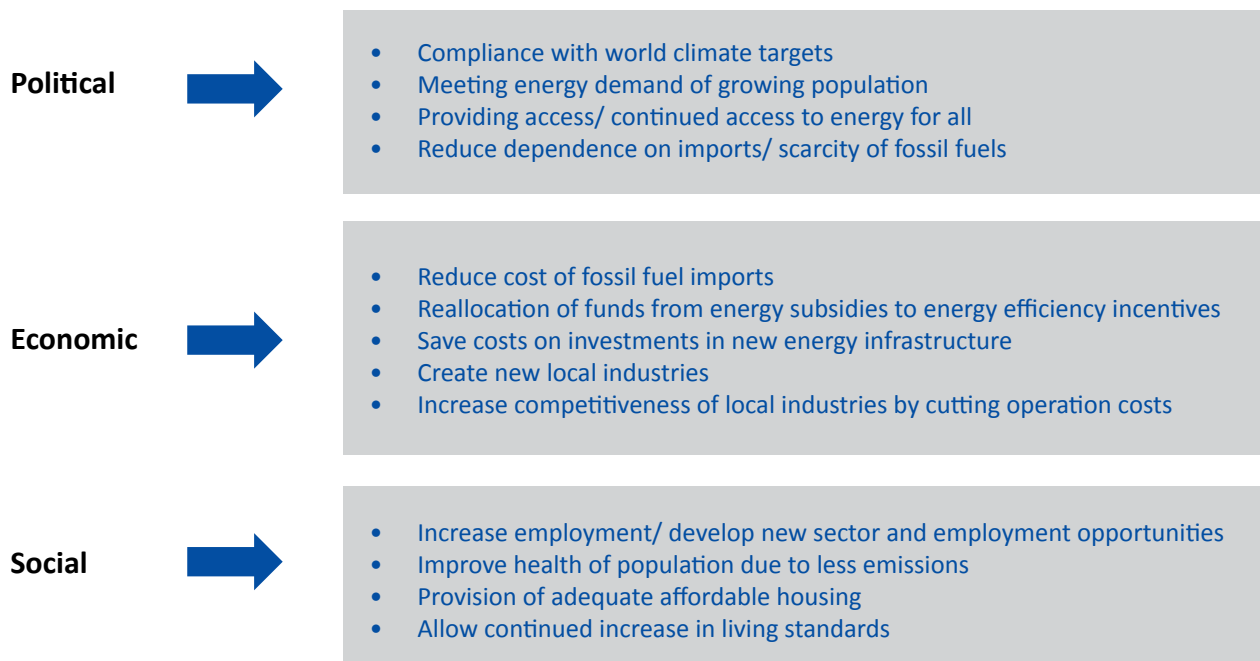 Political
• Compliance with world climate targets
• Meeting energy demand of growing population
• Providing access/ continued access to energy for all
• Reduce dependence on imports/ scarcity of fossil fuels
Economic
• Reduce cost of fossil fuel imports
• Reallocation of funds from energy subsidies to energy efficiency incentives
• Save costs on investments in new energy infrastructure
• Create new local industries
• Increase competitiveness of local industries by cutting operation costs
Social
• Increase employment/ develop new sector and employment opportunities
• Improve health of population due to less emissions
• Provision of adequate affordable housing
• Allow continued increase in living standards